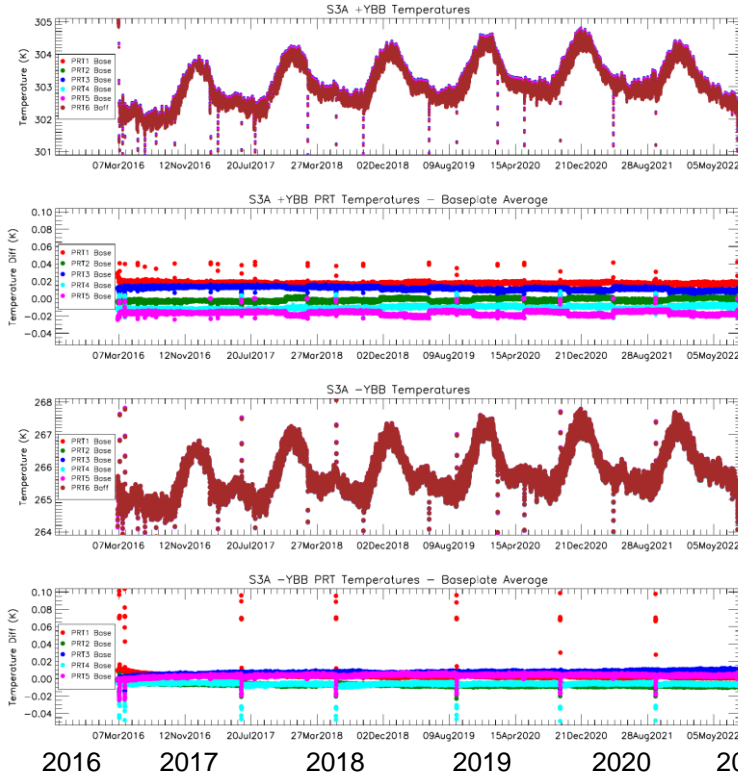 S3A +YBB Temperatures
Temperature (K)
305
304
303
302
301
PRT1 Base
PRT2 Base
PRT3 Base
PRT4 Base
PRT5 Base
PRT6 Baff
07Mar2016 12Nov2016 20Jul2017 27Mar2018 02Dec2018 09Aug2019 15Apr2020 21Dec2020 28Aug2021 05May2022
S3A +YBB PRT Temperatures - Baseplate Average
Temperature Diff (K)
0.10
0.08
0.06
0.04
0.02
0.00
-0.02
-0.04
PRT1 Base
PRT2 Base
PRT3 Base
PRT4 Base
PRT5 Base
07Mar2016 12Nov2016 20Jul2017 27Mar2018 02Dec2018 09Aug2019 15Apr2020 21Dec2020 28Aug2021 05May2022
S3A -YBB Temperatures
Temperature (K)
268
267
266
265
264
PRT1 Base
PRT2 Base
PRT3 Base
PRT4 Base
PRT5 Base
PRT6 Baff
07Mar2016 12Nov2016 20Jul2017 27Mar2018 02Dec2018 09Aug2019 15Apr2020 21Dec2020 28Aug2021 05May2022
S3A -YBB PRT Temperatures - Baseplate Average
Temperature Diff (K)
0.10
0.08
0.06
0.04
0.02
0.00
-0.02
-0.04
PRT1 Base
PRT2 Base
PRT3 Base
PRT4 Base
PRT5 Base
07Mar2016 12Nov2016 20Jul2017 27Mar2018 02Dec2018 09Aug2019 15Apr2020 21Dec2020 28Aug2021 05May2022
2016 2017 2018 2019 2020